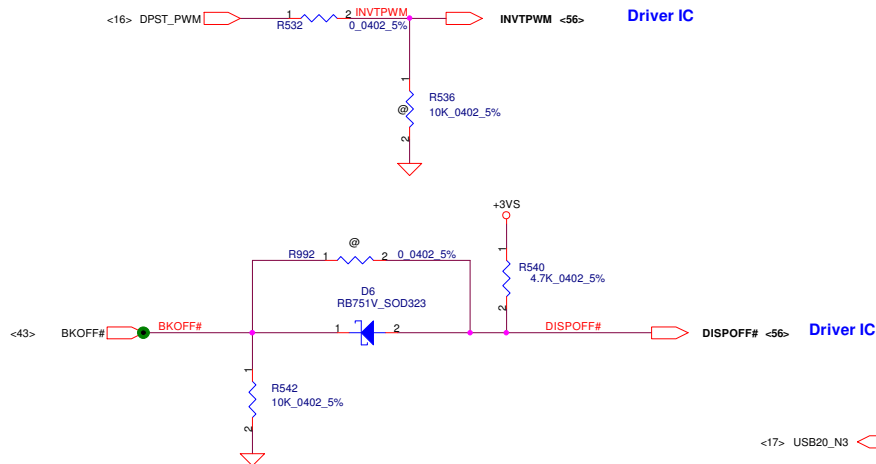 <16> DPST_PWM
1
R532
2
INVTPWM
0_0402_5%
INVTPWM <56>
Driver IC
1
@
R536
10K_0402_5%
2
+3VS
@
R992
1
2
0_0402_5%
1
R540
4.7K_0402_5%
2
D6
RB751V_SOD323
<43>
BKOFF#
BKOFF#
1
2
DISPOFF#
DISPOFF# <56>
Driver IC
1
R542
10K_0402_5%
2
<17> USB20_N3